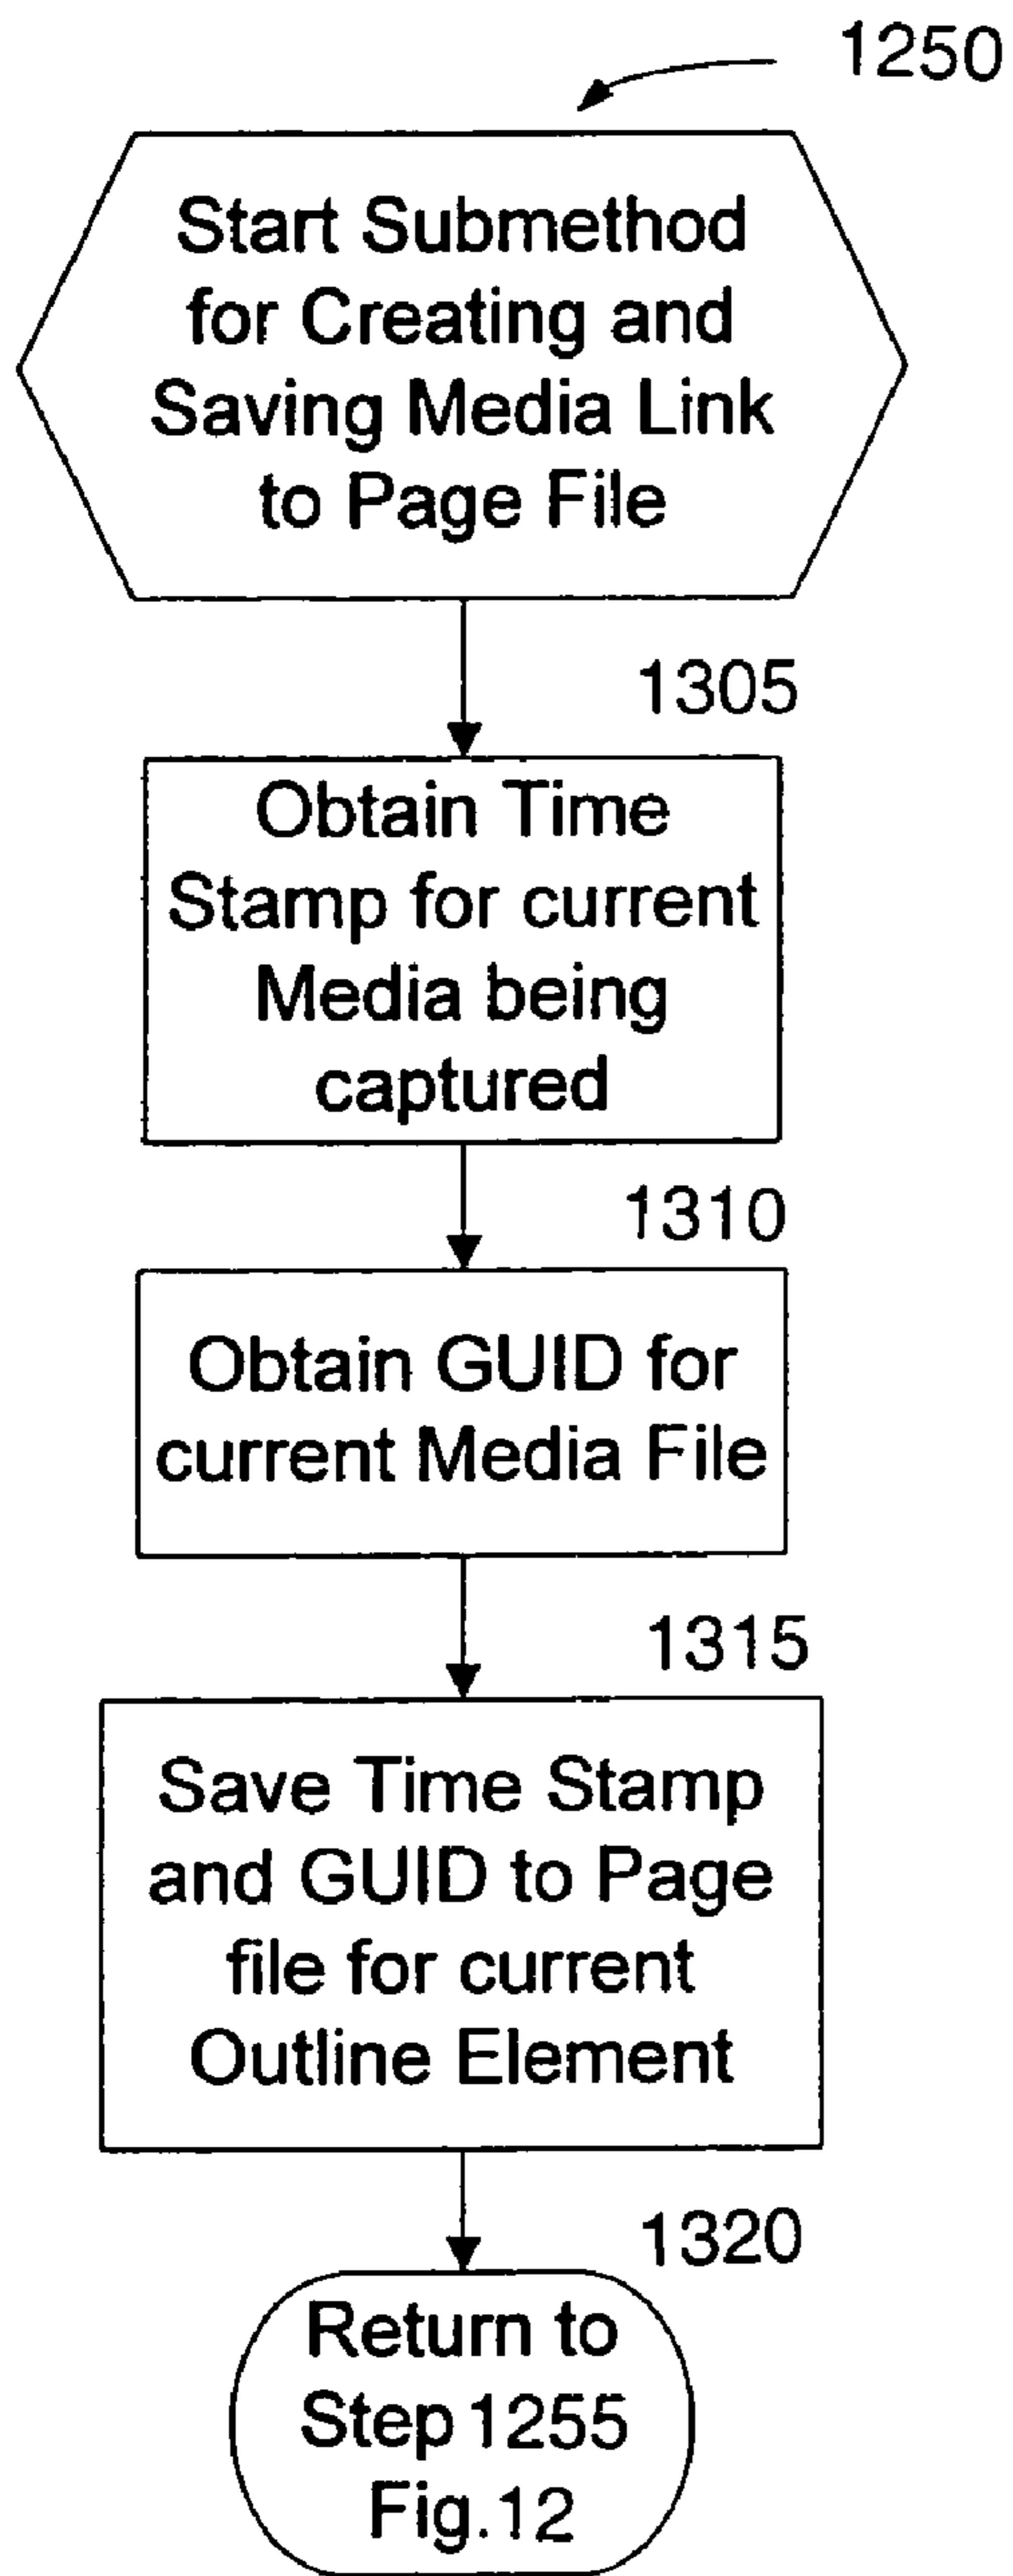 1250
Start Submethod
for Creating and
Saving Media Link
to Page File
1305
Obtain Time
Stamp for current
Media being
captured
1310
Obtain GUID for
current Media File
1315
Save Time Stamp
and GUID to Page
file for current
Outline Element
1320
Return to
Step 1255
Fig.12